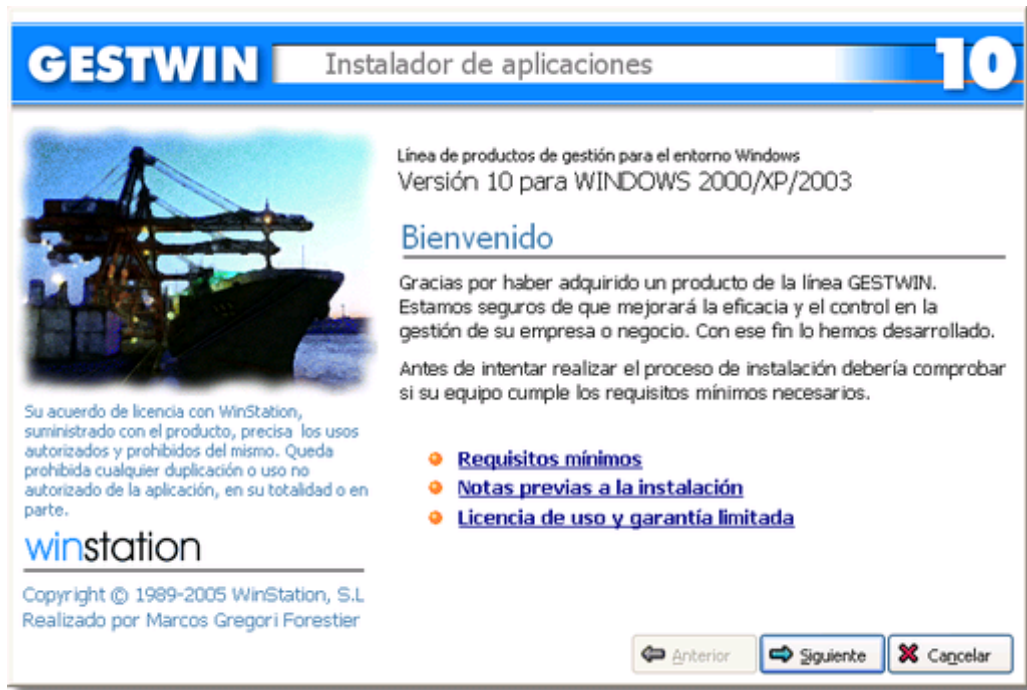 GESTWIN
Instalador de aplicaciones
10
Línea de productos de gestión para el entorno Windows
Versión 10 para WINDOWS 2000/XP/2003
Bienvenido
Gracias por haber adquirido un producto de la línea GESTWIN.
Estamos seguros de que mejorará la eficacia y el control en la
gestión de su empresa o negocio. Con ese fin lo hemos desarrollado.
Antes de intentar realizar el proceso de instalación debería comprobar
si su equipo cumple los requisitos mínimos necesarios.
Requisitos mínimos
Notas previas a la instalación
Licencia de uso y garantía limitada
Su acuerdo de licencia con WinStation,
suministrado con el producto, precisa los usos
autorizados y prohibidos del mismo. Queda
prohibida cualquier duplicación o uso no
autorizado de la aplicación, en su totalidad o en
parte.
winstation
Copyright © 1989-2005 WinStation, S.L
Realizado por Marcos Gregori Forestier
Anterior
Siguiente
Cancelar